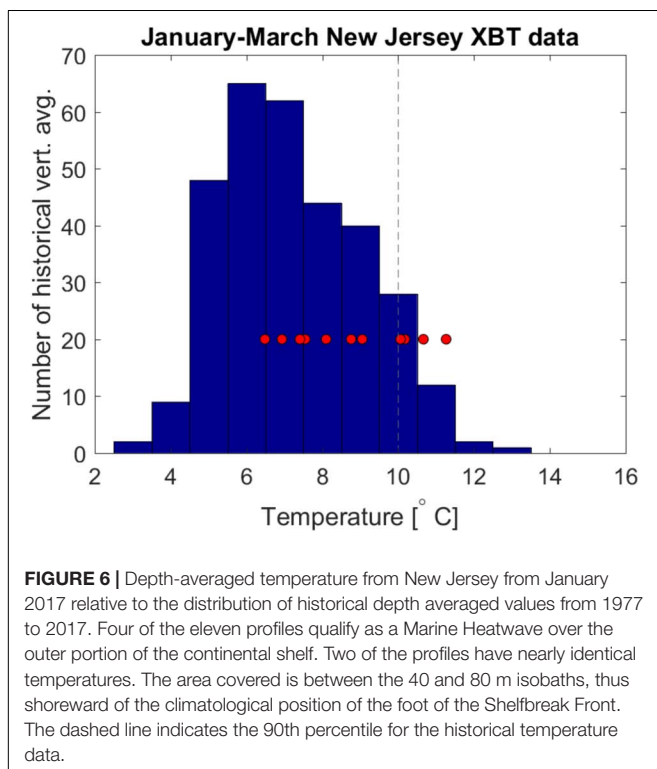 January-March New Jersey XBT data
Number of historical vert. avg.
70
60
50
40
30
20
10
0
2 4 6 8 10 12 14 16
Temperature [° C]
FIGURE 6 | Depth-averaged temperature from New Jersey from January
2017 relative to the distribution of historical depth averaged values from 1977
to 2017. Four of the eleven profiles qualify as a Marine Heatwave over the
outer portion of the continental shelf. Two of the profiles have nearly identical
temperatures. The area covered is between the 40 and 80 m isobaths, thus
shoreward of the climatological position of the foot of the Shelfbreak Front.
The dashed line indicates the 90th percentile for the historical temperature
data.